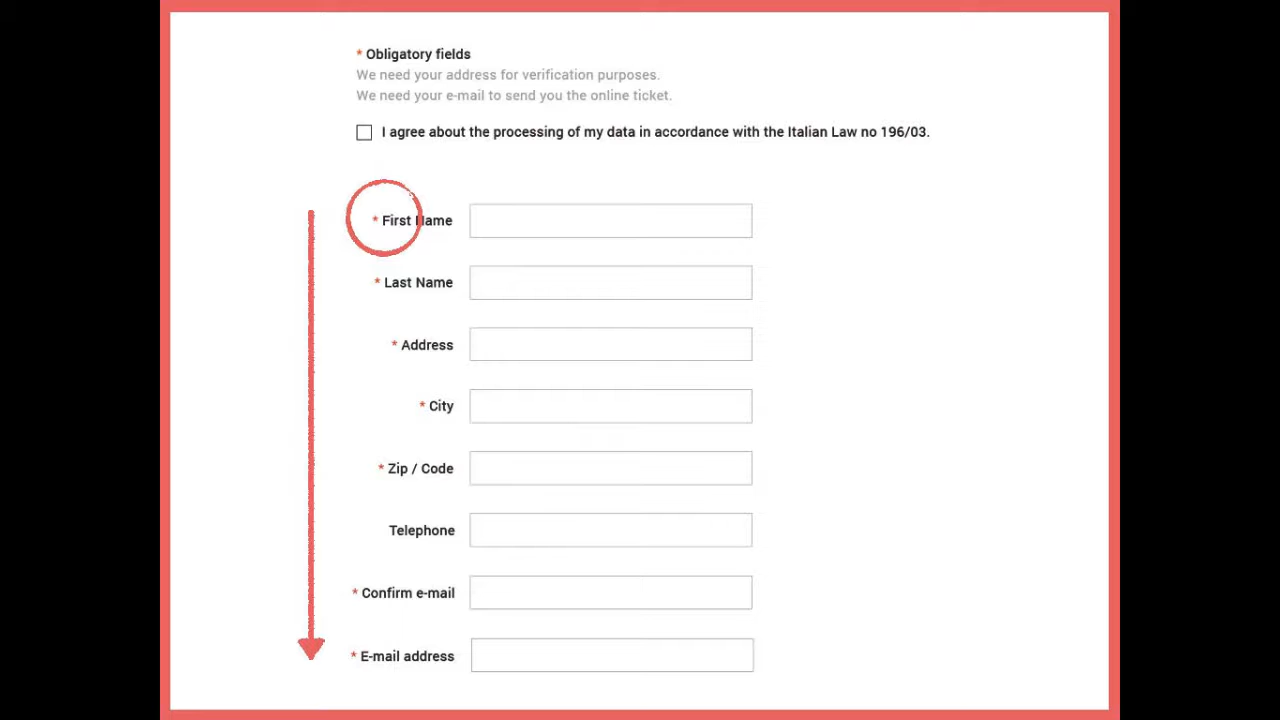 * Obligatory fields
We need your address for verification purposes.
We need your e-mail to send you the online ticket.
I agree about the processing of my data in accordance with the Italian Law no 196/03.
* First Name
* Last Name
* Address
* City
* Zip / Code
Telephone
* Confirm e-mail
* E-mail address